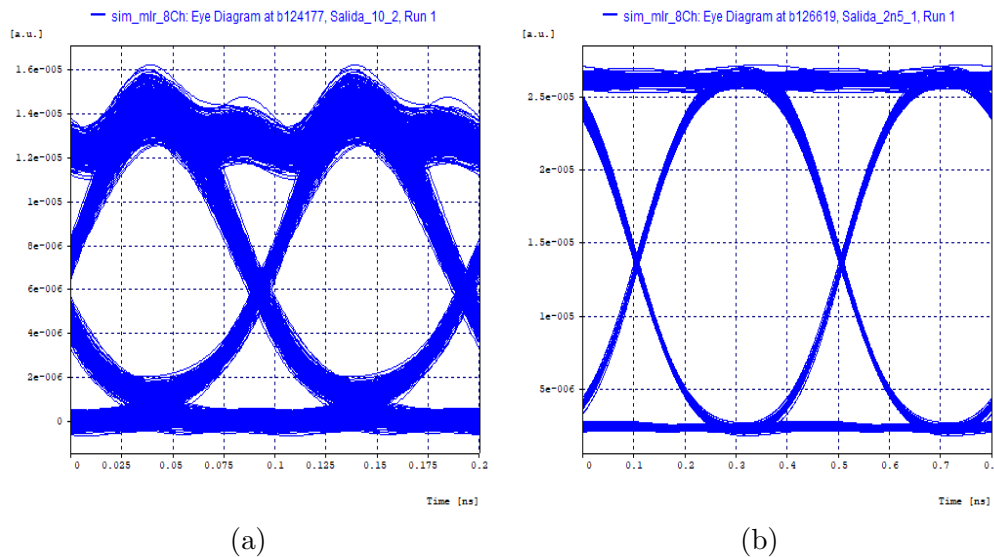 sim_mlr_8Ch: Eye Diagram at b124177, Salida_10_2, Run 1
[a.u.]
1.6e-005
1.4e-005
1.2e-005
1e-005
8e-006
6e-006
4e-006
2e-006
0
0 0.025 0.05 0.075 0.1 0.125 0.15 0.175 0.2
Time [ns]
(a)
sim_mlr_8Ch: Eye Diagram at b126619, Salida_2n5_1, Run 1
[a.u.]
2.5e-005
2e-005
1.5e-005
1e-005
5e-006
0 0.1 0.2 0.3 0.4 0.5 0.6 0.7 0.8
Time [ns]
(b)